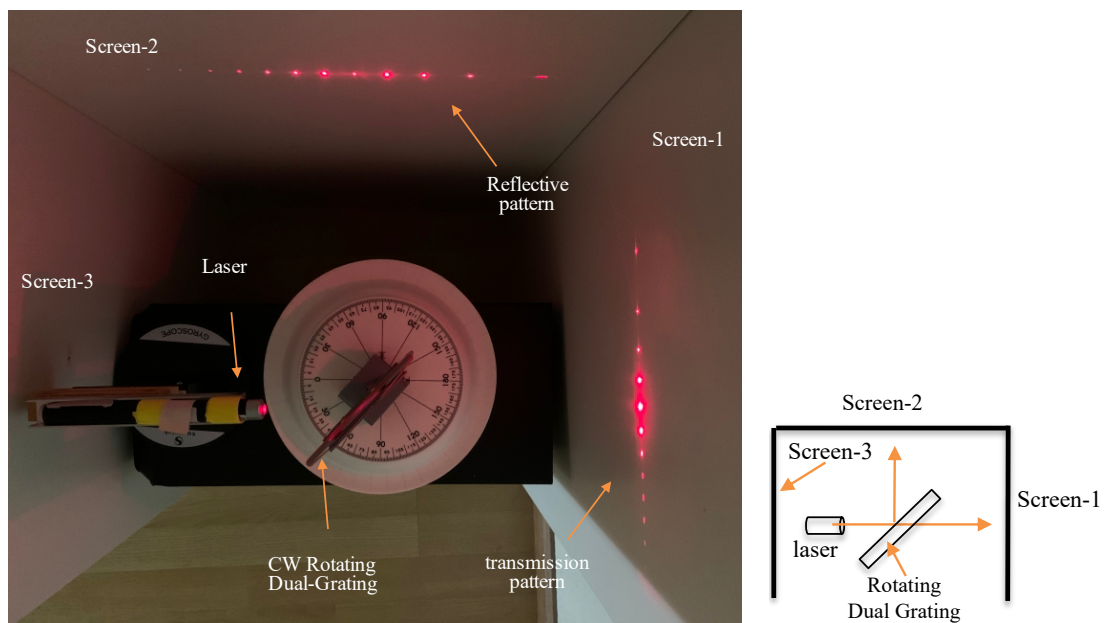 Screen-2
Screen-1
Reflective
pattern
Screen-3
Laser
GYROSCOPE
CW Rotating
Dual-Grating
transmission
pattern
Screen-2
Screen-3
Screen-1
laser
Rotating
Dual Grating